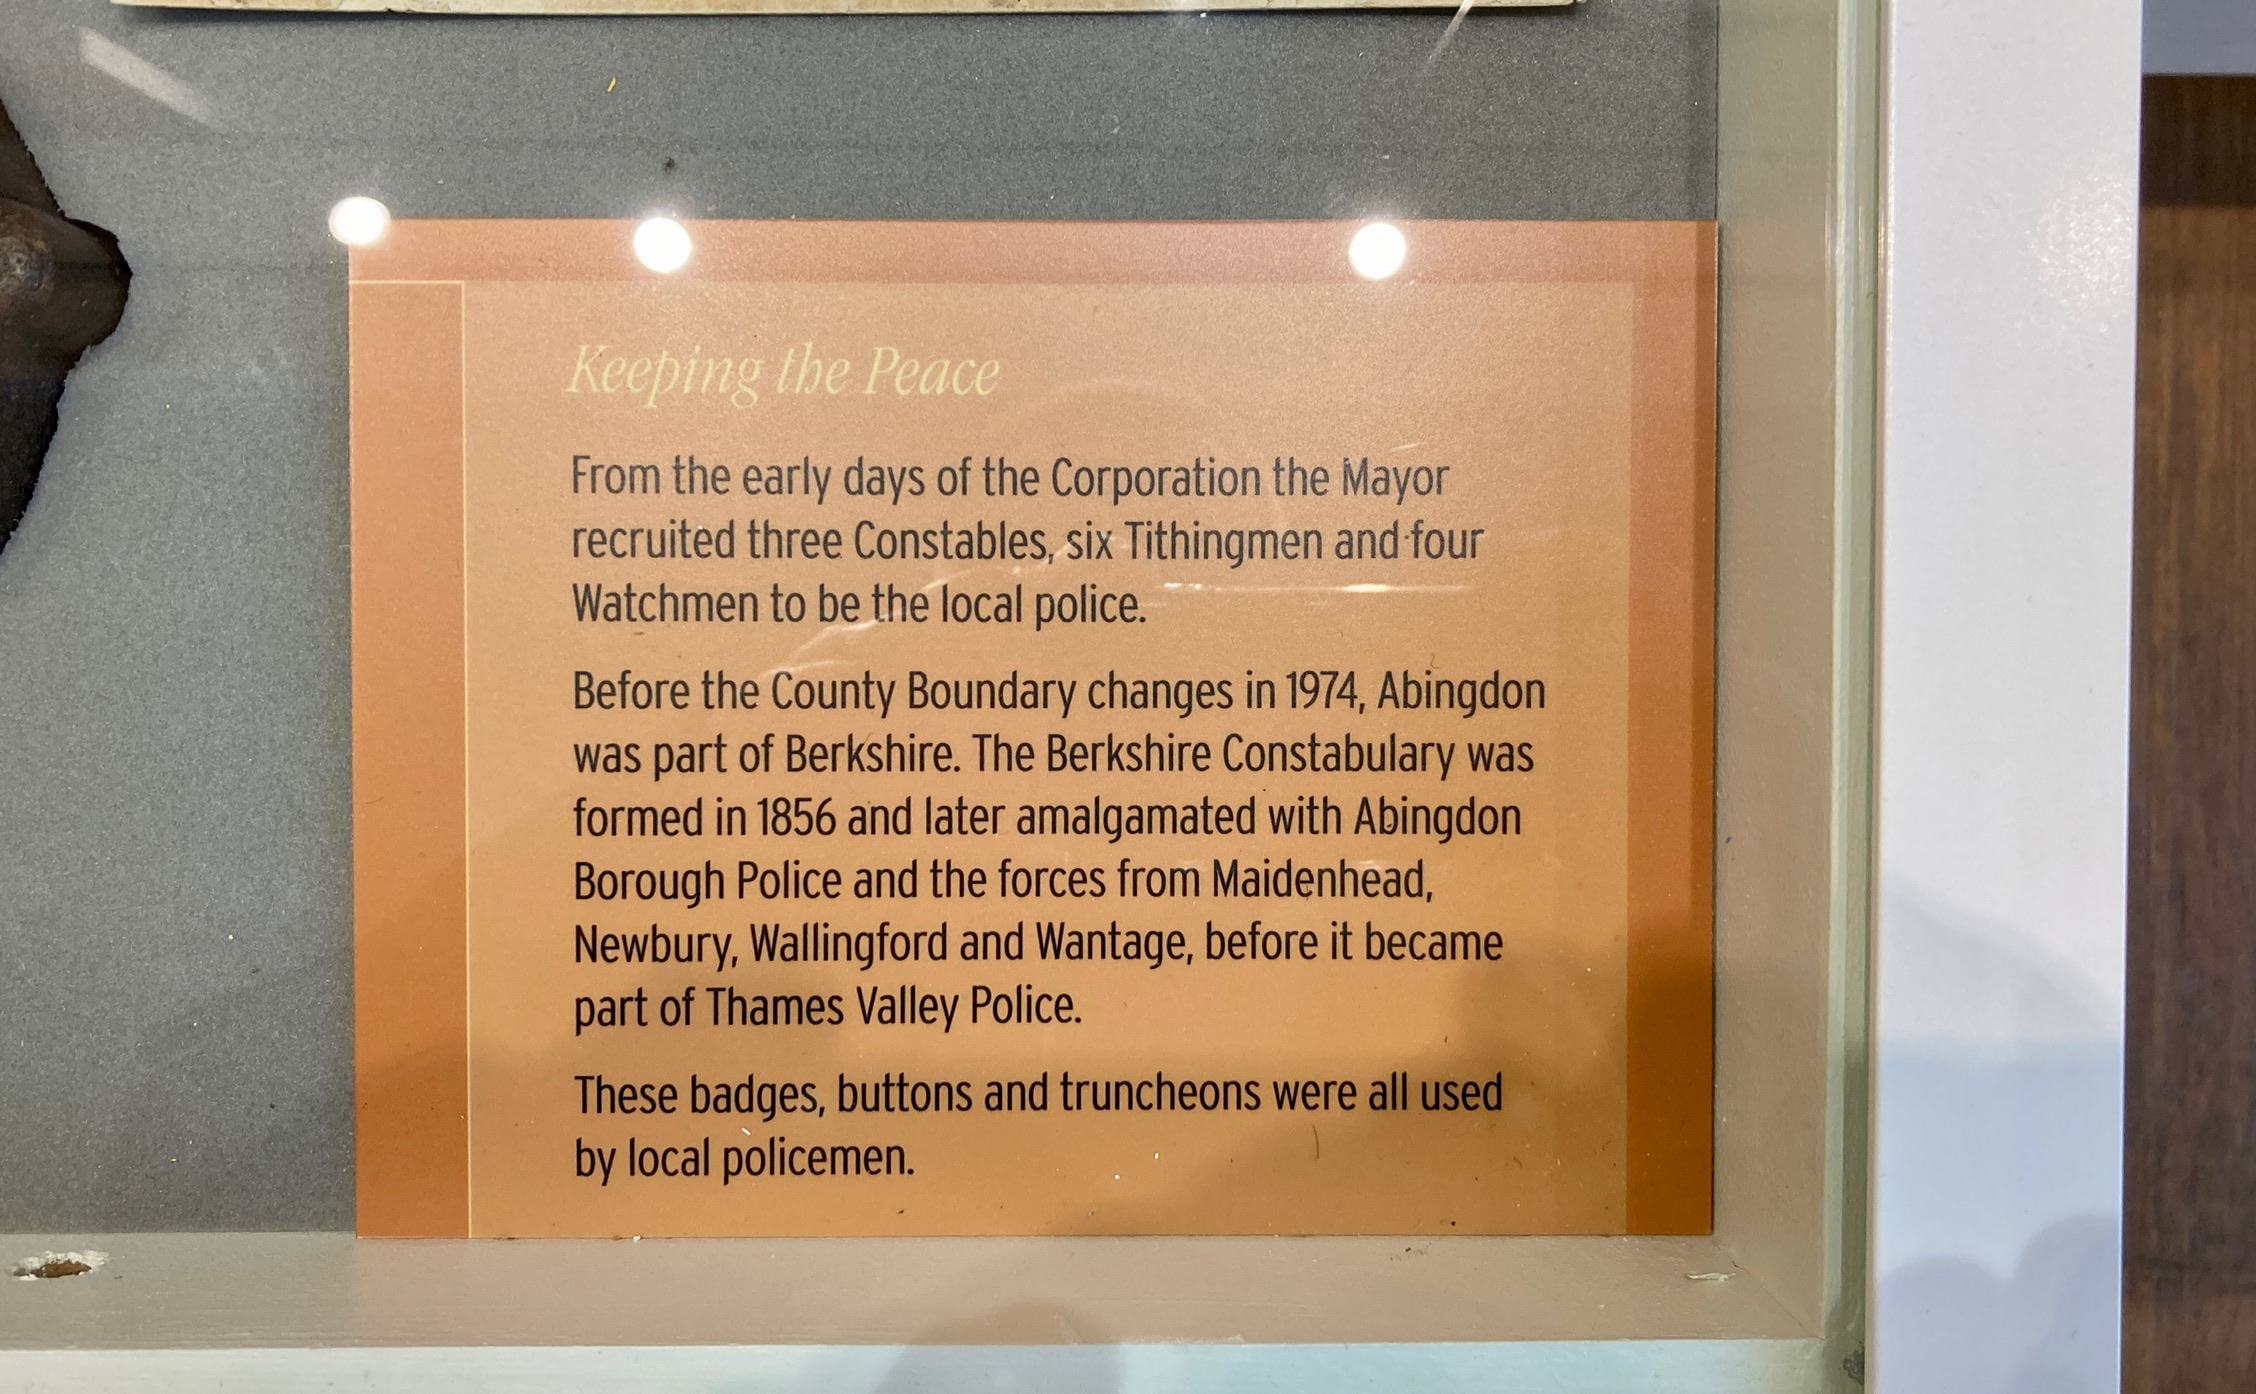 Keeping the Peace
From the early days of the Corporation the Mayor
recruited three Constables, six Tithingmen and four
Watchmen to be the local police.
Before the County Boundary changes in 1974, Abingdon
was part of Berkshire. The Berkshire Constabulary was
formed in 1856 and later amalgamated with Abingdon
Borough Police and the forces from Maidenhead,
Newbury, Wallingford and Wantage, before it became
part of Thames Valley Police.
These badges, buttons and truncheons were all used
by local policemen.